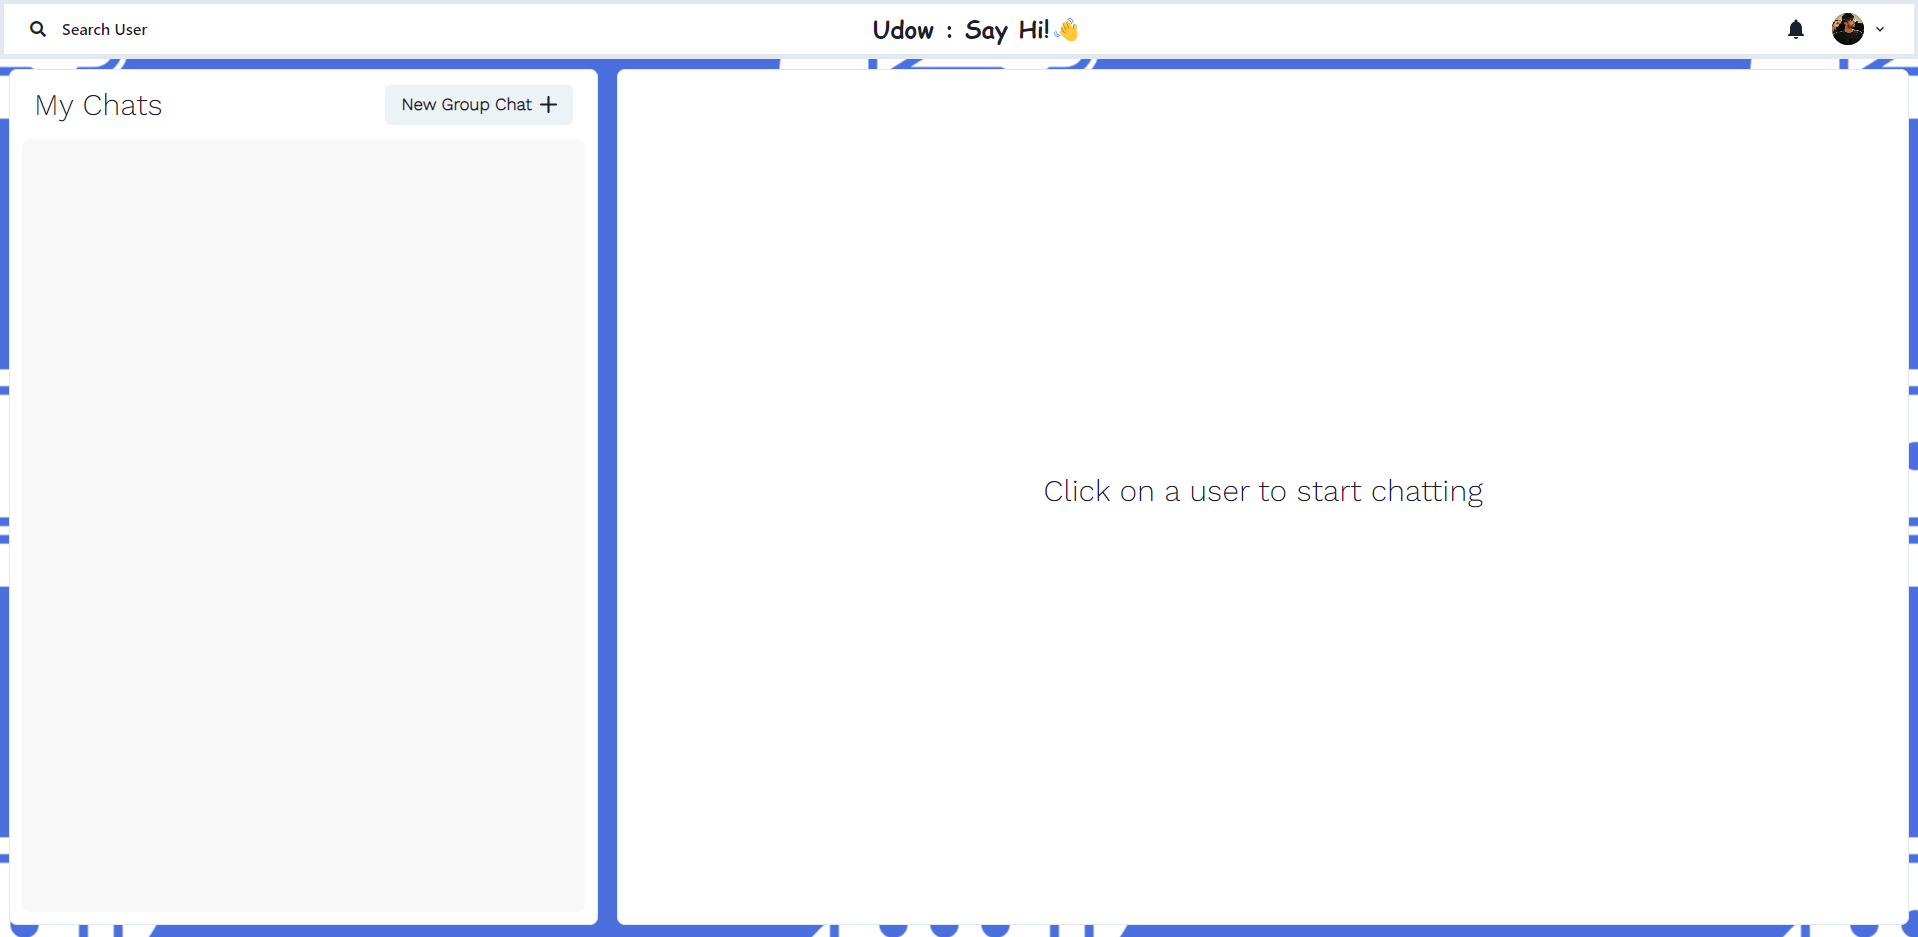 Search User
Udow : Say Hi!👋
My Chats
New Group Chat
Click on a user to start chatting